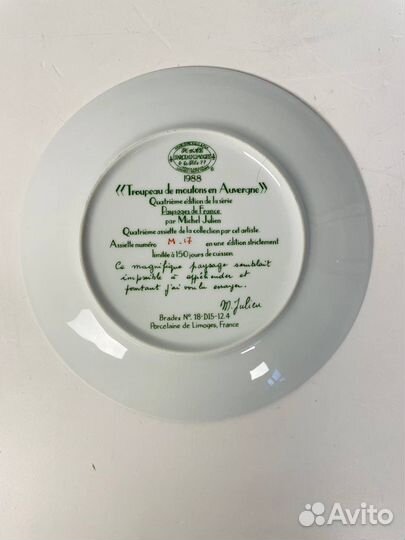 1988
«Troupeau de moutons en Auvergne»
Quatrième édition de la série
Paysages de France
par Michel Julien
Quatrième assiette de la collection par cet artiste
Assiette numéro M.17 en une édition strictement
limitée à 150 jours de cuisson
Ce magnifique paysage semblait
impossible à appréhender et
pourtant j'ai voulu essayer.
M. Julien
Bradex Nº. 18-D15-12.4
Porcelaine de Limoges, France
Avito